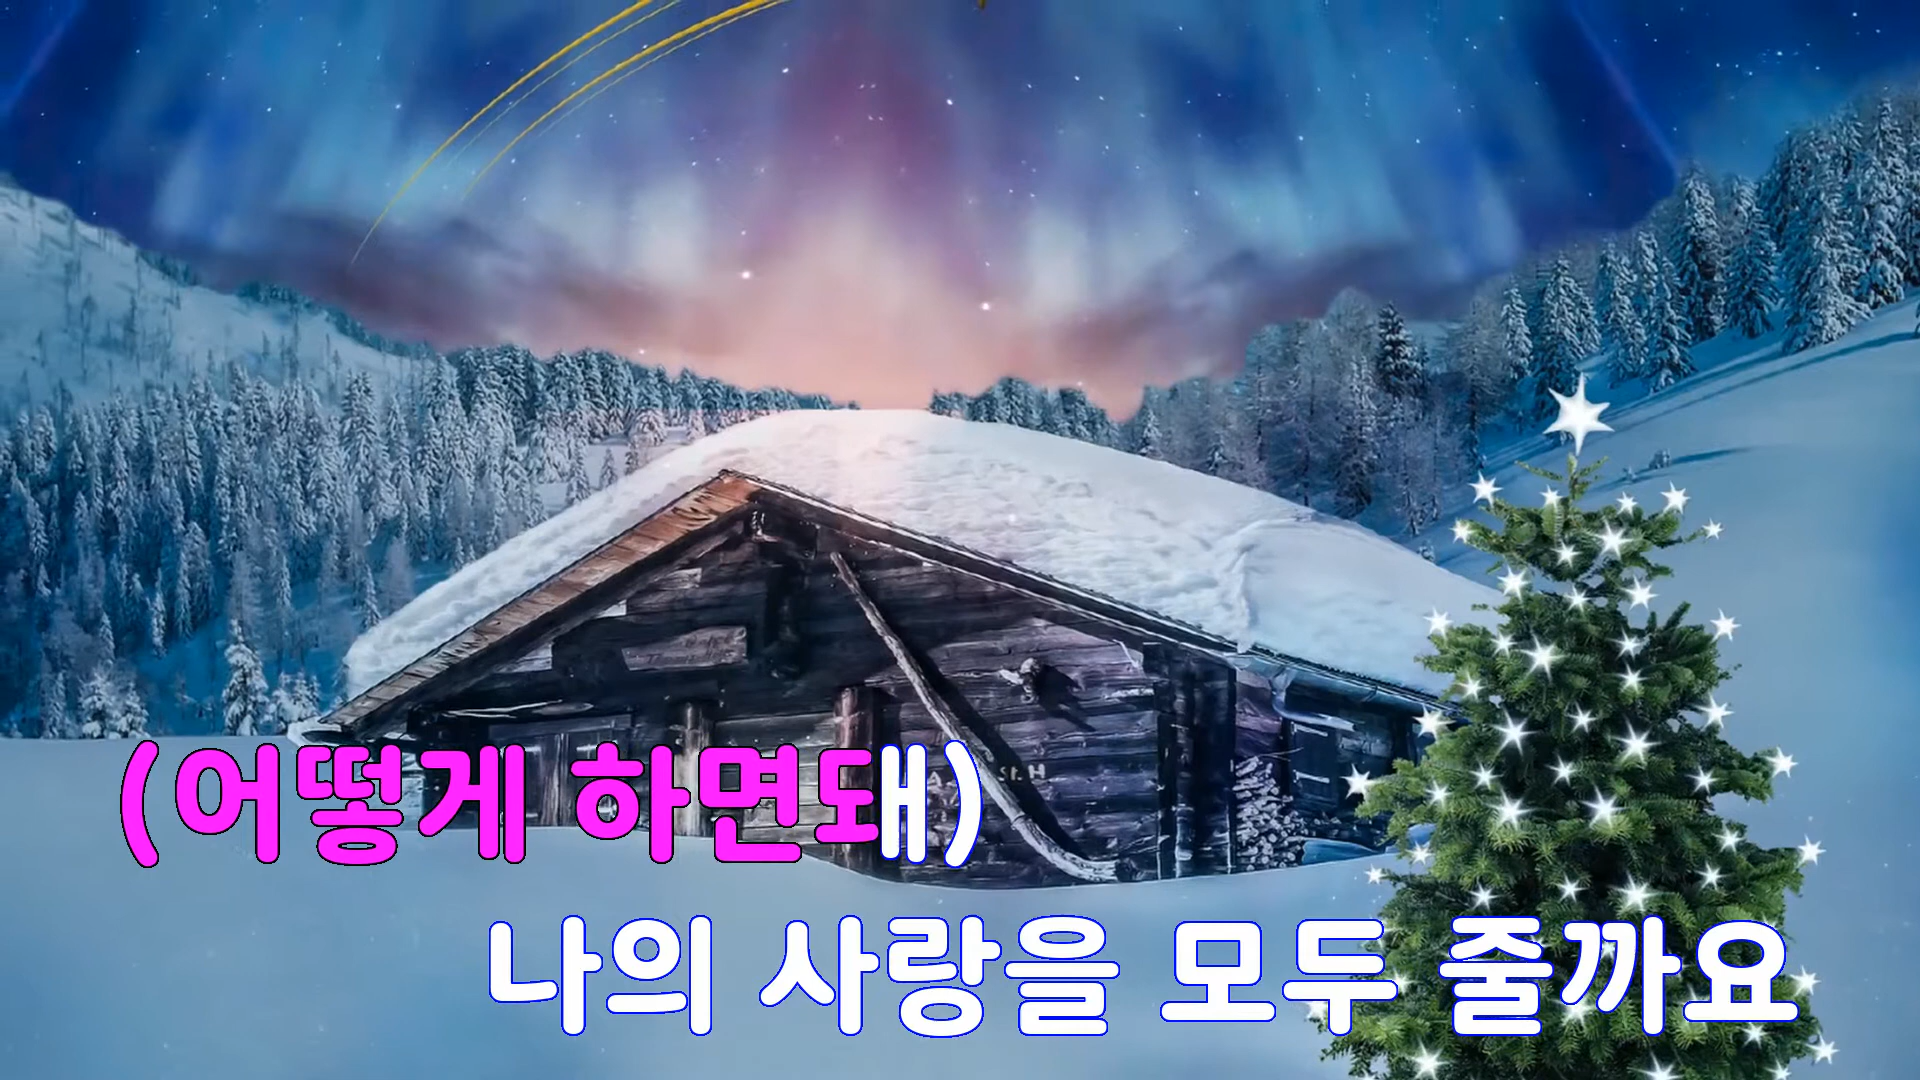 (어떻게 하면돼)
나의 사랑을 모두 줄까요